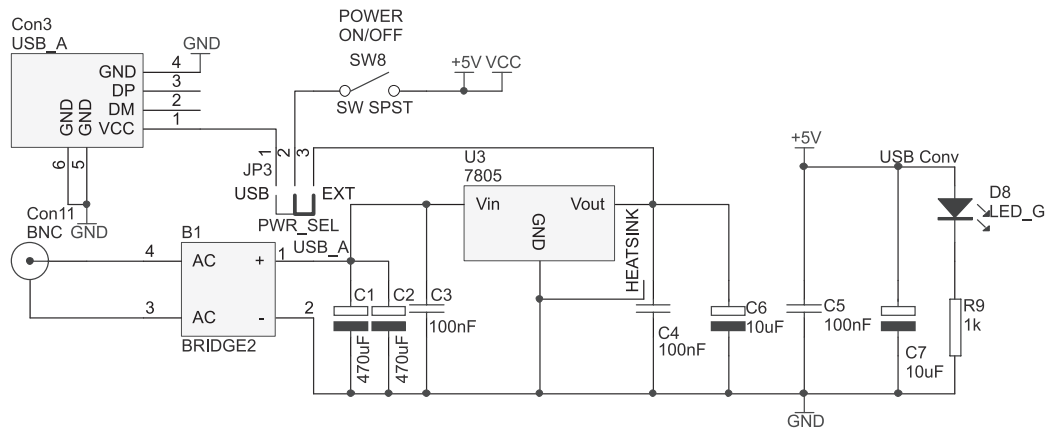 Con3
USB_A
GND
DP
DM
VCC
GND
GND
4
3
2
1
6
5
GND
GND
POWER
ON/OFF
SW8
SW SPST
+5V
VCC
1
2
3
JP3
USB
EXT
PWR_SEL
USB_A
Con11
BNC
4
3
B1
AC
AC
+
-
1
2
BRIDGE2
C1
470uF
C2
470uF
C3
100nF
U3
7805
Vin
Vout
GND
HEATSINK
C4
100nF
C6
10uF
+5V
USB Conv
C5
100nF
C7
10uF
D8
LED_G
R9
1k
GND